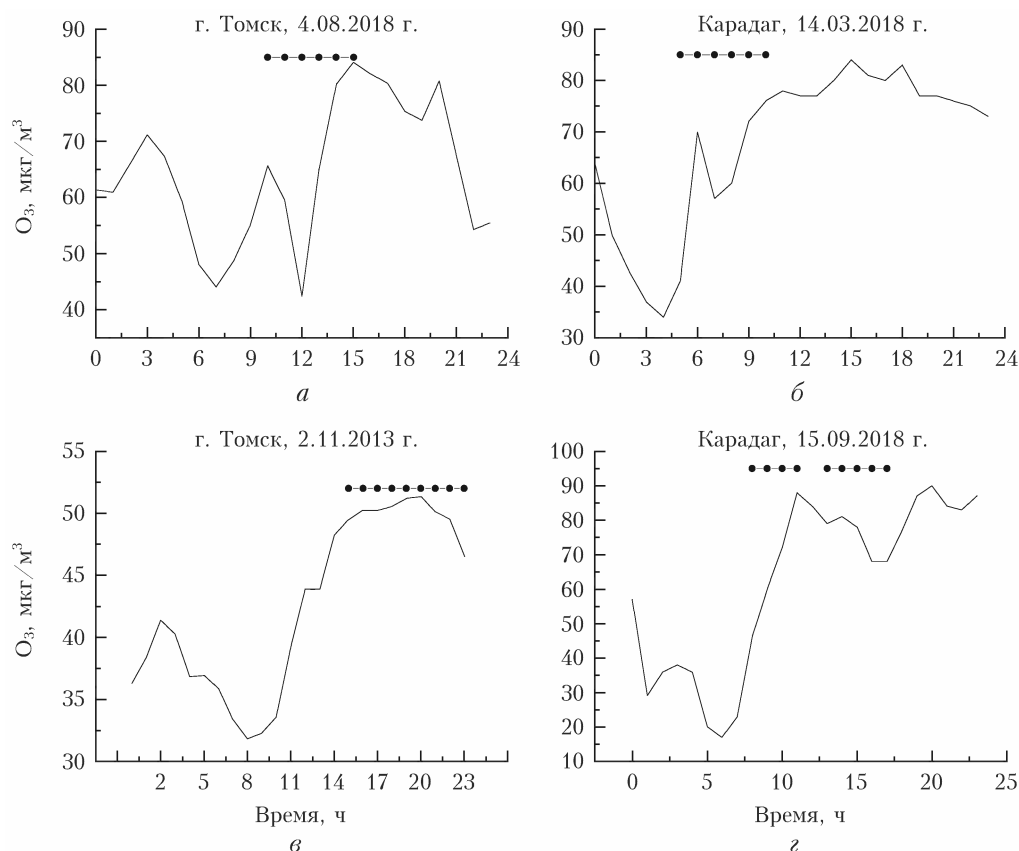 г. Томск, 4.08.2018 г.
90
80
70
60
50
40
O₃, мкг/м³
0 3 6 9 12 15 18 21 24
а
Карадаг, 14.03.2018 г.
90
80
70
60
50
40
30
0 3 6 9 12 15 18 21 24
б
г. Томск, 2.11.2013 г.
55
50
45
40
35
30
O₃, мкг/м³
2 5 8 11 14 17 20 23
Время, ч
в
Карадаг, 15.09.2018 г.
100
90
80
70
60
50
40
30
20
10
0 5 10 15 20 25
Время, ч
г